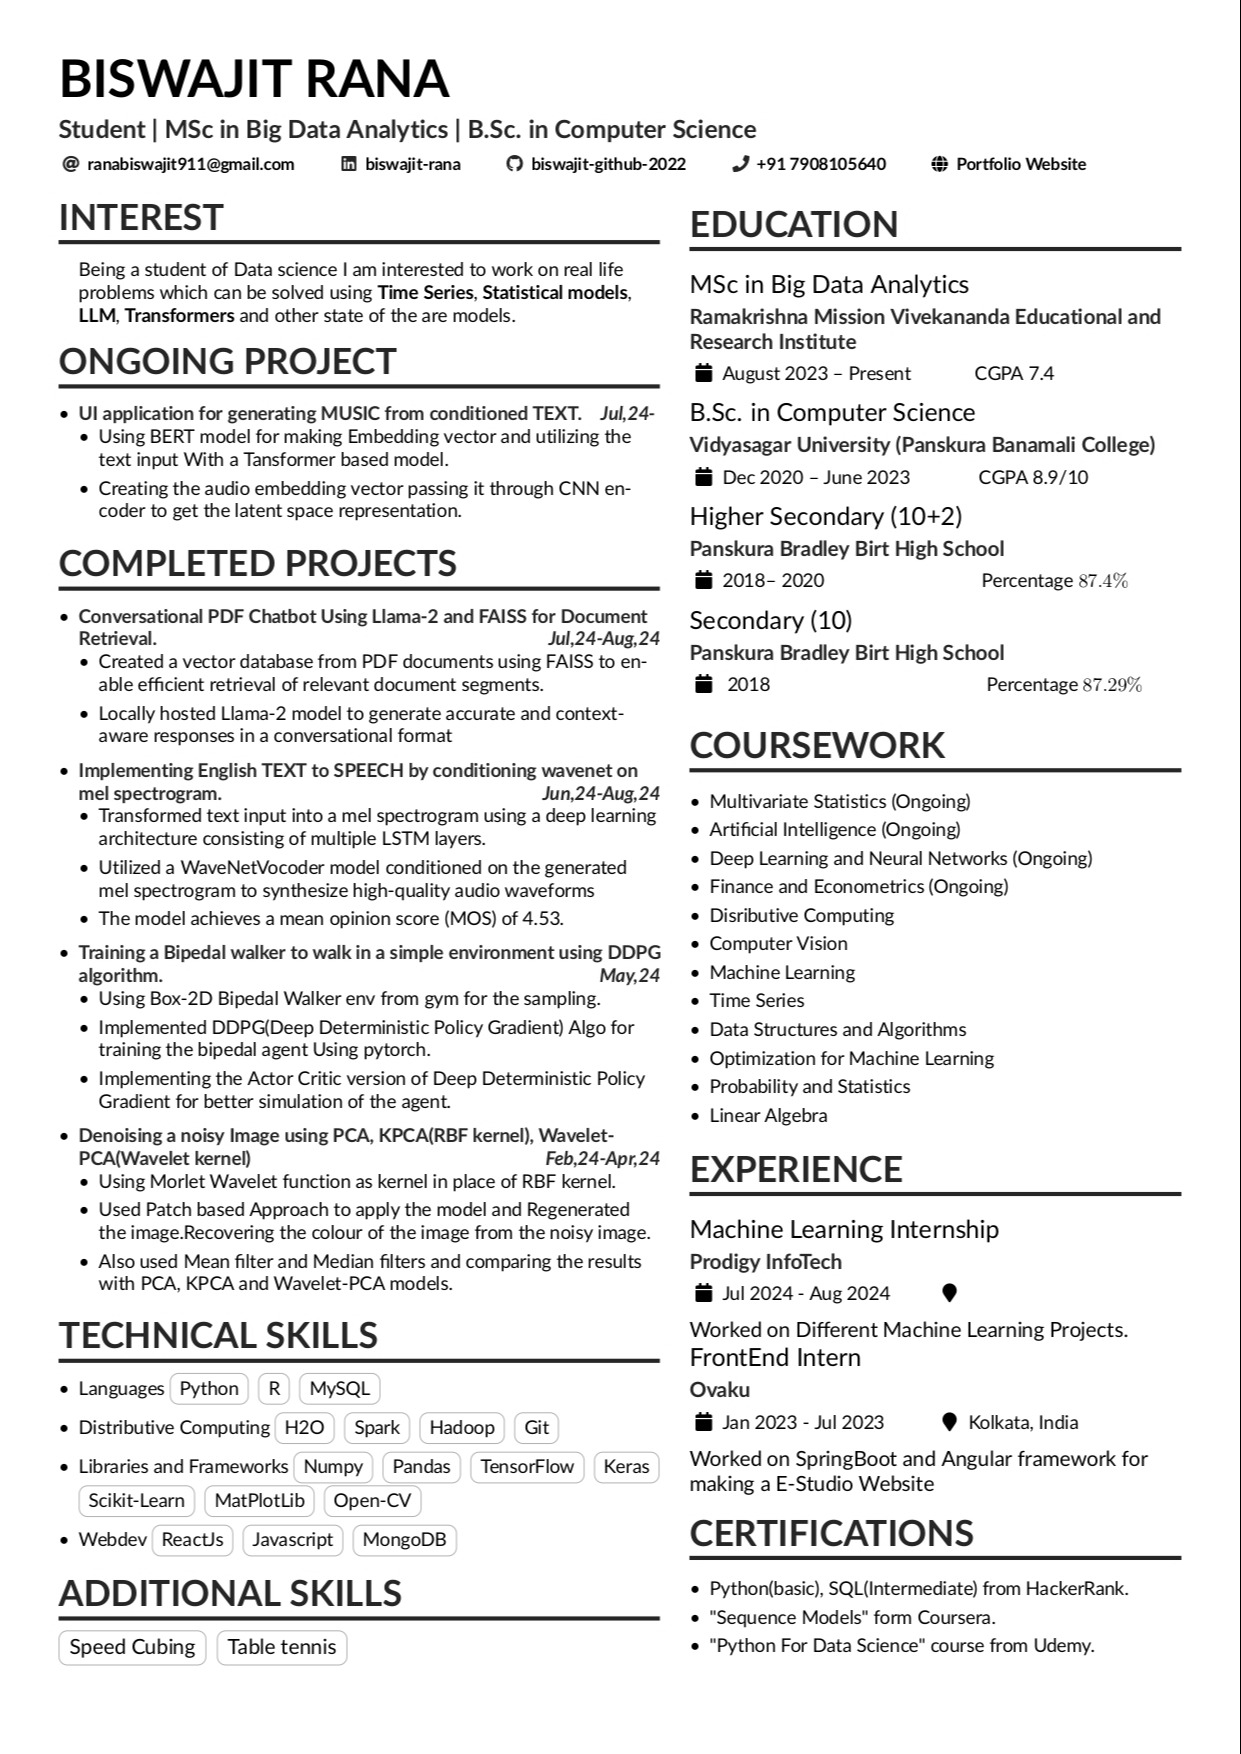 BISWAJIT RANA
Student | MSc in Big Data Analytics | B.Sc. in Computer Science
ranabiswajit911@gmail.com biswajit-rana biswajit-github-2022 +91 7908105640 Portfolio Website
INTEREST
Being a student of Data science I am interested to work on real life
problems which can be solved using Time Series, Statistical models,
LLM, Transformers and other state of the are models.
ONGOING PROJECT
• UI application for generating MUSIC from conditioned TEXT. Jul,24-
• Using BERT model for making Embedding vector and utilizing the
text input With a Tansformer based model.
• Creating the audio embedding vector passing it through CNN en-
coder to get the latent space representation.
COMPLETED PROJECTS
• Conversational PDF Chatbot Using Llama-2 and FAISS for Document
Retrieval. Jul,24-Aug,24
• Created a vector database from PDF documents using FAISS to en-
able efficient retrieval of relevant document segments.
• Locally hosted Llama-2 model to generate accurate and context-
aware responses in a conversational format
• Implementing English TEXT to SPEECH by conditioning wavenet on
mel spectrogram. Jun,24-Aug,24
• Transformed text input into a mel spectrogram using a deep learning
architecture consisting of multiple LSTM layers.
• Utilized a WaveNetVocoder model conditioned on the generated
mel spectrogram to synthesize high-quality audio waveforms
• The model achieves a mean opinion score (MOS) of 4.53.
• Training a Bipedal walker to walk in a simple environment using DDPG
algorithm. May,24
• Using Box-2D Bipedal Walker env from gym for the sampling.
• Implemented DDPG(Deep Deterministic Policy Gradient) Algo for
training the bipedal agent Using pytorch.
• Implementing the Actor Critic version of Deep Deterministic Policy
Gradient for better simulation of the agent.
• Denoising a noisy Image using PCA, KPCA(RBF kernel), Wavelet-
PCA(Wavelet kernel) Feb,24-Apr,24
• Using Morlet Wavelet function as kernel in place of RBF kernel.
• Used Patch based Approach to apply the model and Regenerated
the image.Recovering the colour of the image from the noisy image.
• Also used Mean filter and Median filters and comparing the results
with PCA, KPCA and Wavelet-PCA models.
TECHNICAL SKILLS
• Languages Python R MySQL
• Distributive Computing H2O Spark Hadoop Git
• Libraries and Frameworks Numpy Pandas TensorFlow Keras
Scikit-Learn MatPlotLib Open-CV
• Webdev ReactJs Javascript MongoDB
ADDITIONAL SKILLS
Speed Cubing Table tennis
EDUCATION
MSc in Big Data Analytics
Ramakrishna Mission Vivekananda Educational and
Research Institute
August 2023 – Present CGPA 7.4
B.Sc. in Computer Science
Vidyasagar University (Panskura Banamali College)
Dec 2020 – June 2023 CGPA 8.9/10
Higher Secondary (10+2)
Panskura Bradley Birt High School
2018– 2020 Percentage 87.4%
Secondary (10)
Panskura Bradley Birt High School
2018 Percentage 87.29%
COURSEWORK
• Multivariate Statistics (Ongoing)
• Artificial Intelligence (Ongoing)
• Deep Learning and Neural Networks (Ongoing)
• Finance and Econometrics (Ongoing)
• Disributive Computing
• Computer Vision
• Machine Learning
• Time Series
• Data Structures and Algorithms
• Optimization for Machine Learning
• Probability and Statistics
• Linear Algebra
EXPERIENCE
Machine Learning Internship
Prodigy InfoTech
Jul 2024 - Aug 2024
Worked on Different Machine Learning Projects.
FrontEnd Intern
Ovaku
Jan 2023 - Jul 2023 Kolkata, India
Worked on SpringBoot and Angular framework for
making a E-Studio Website
CERTIFICATIONS
• Python(basic), SQL(Intermediate) from HackerRank.
• "Sequence Models" form Coursera.
• "Python For Data Science" course from Udemy.